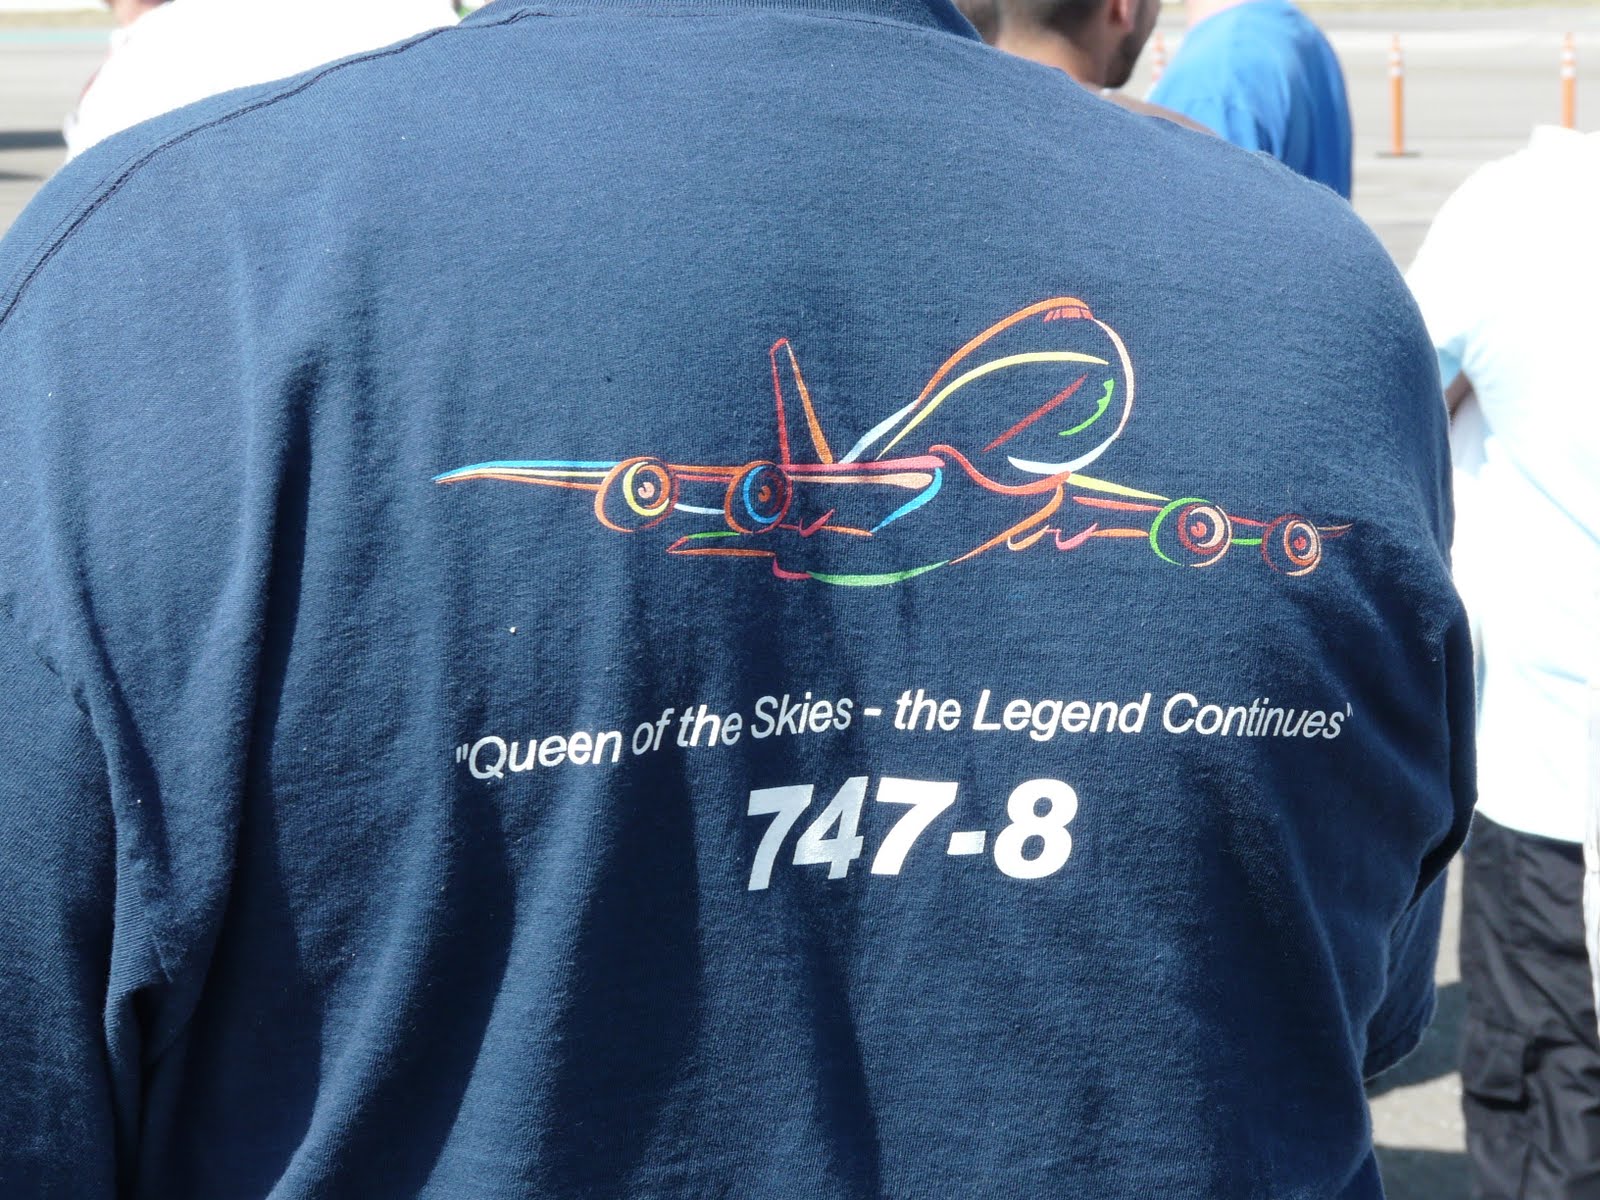 "Queen of the Skies - the Legend Continues"
747-8